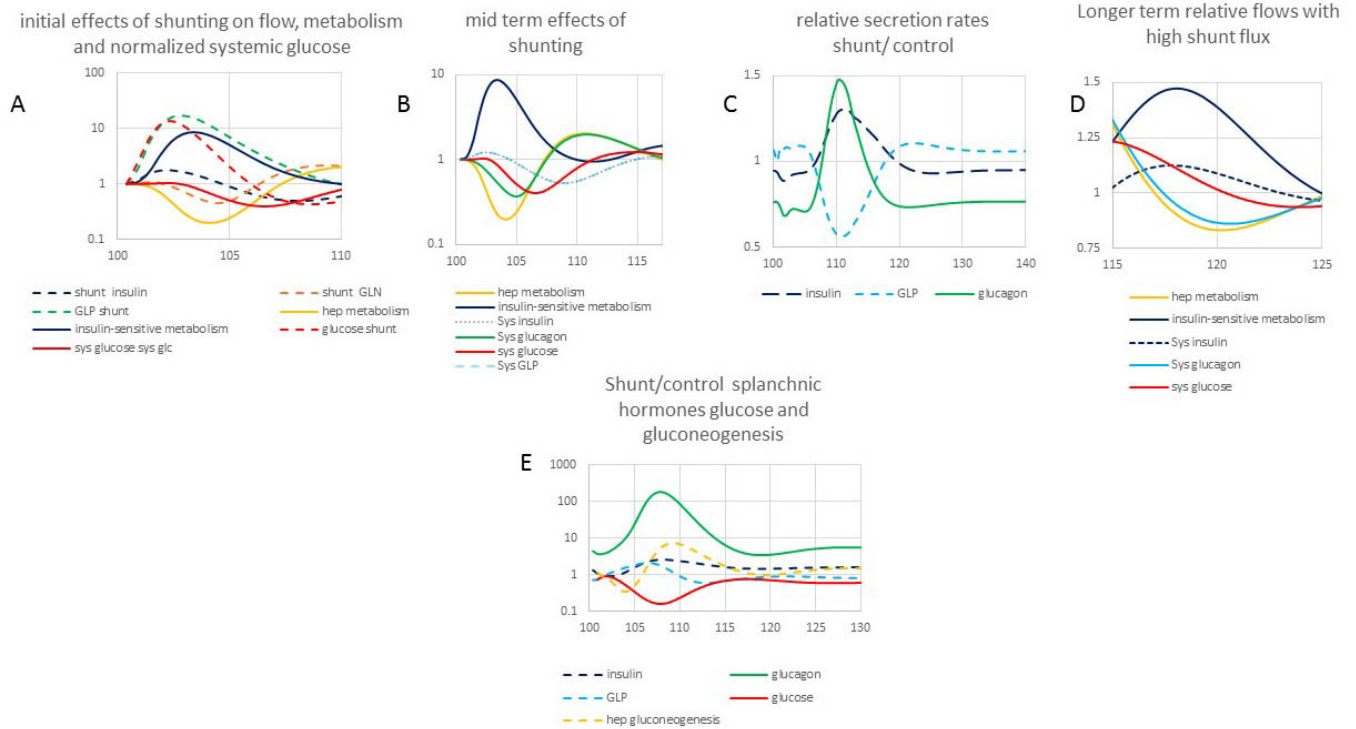 initial effects of shunting on flow, metabolism
and normalized systemic glucose
A
100
10
1
0.1
100
105
110
shunt insulin
shunt GLN
GLP shunt
hep metabolism
insulin-sensitive metabolism
glucose shunt
sys glucose sys glc
mid term effects of
shunting
B
10
1
0.1
100
105
110
115
hep metabolism
insulin-sensitive metabolism
Sys insulin
Sys glucagon
sys glucose
Sys GLP
relative secretion rates
shunt/ control
C
1.5
1
0.5
100
110
120
130
140
insulin
GLP
glucagon
Longer term relative flows with
high shunt flux
D
1.5
1.25
1
0.75
115
120
125
hep metabolism
insulin-sensitive metabolism
Sys insulin
Sys glucagon
sys glucose
Shunt/control splanchnic
hormones glucose and
gluconeogenesis
E
1000
100
10
1
0.1
100
105
110
115
120
125
130
insulin
glucagon
GLP
glucose
hep gluconeogenesis